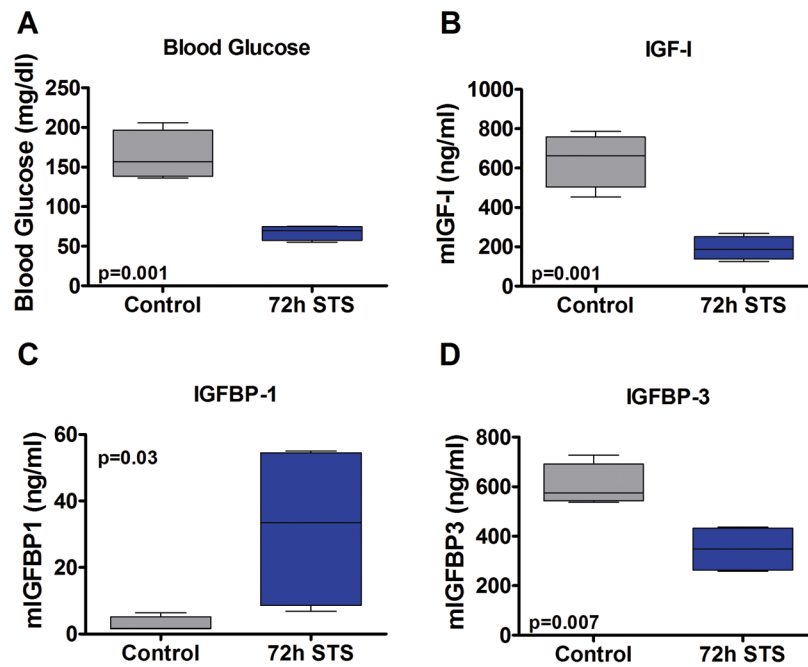 A
Blood Glucose
Blood Glucose (mg/dl)
250
200
150
100
50
0
p=0.001
Control
72h STS
B
IGF-I
mIGF-I (ng/ml)
1000
800
600
400
200
0
p=0.001
Control
72h STS
C
IGFBP-1
mIGFBP1 (ng/ml)
60
40
20
0
p=0.03
Control
72h STS
D
IGFBP-3
mIGFBP3 (ng/ml)
800
600
400
200
0
p=0.007
Control
72h STS